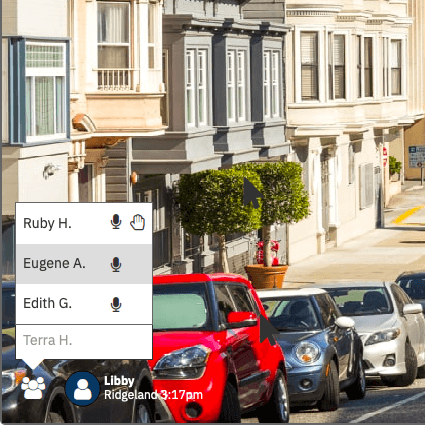 Ruby H.
Eugene A.
Edith G.
Terra H.
Libby
Ridgeland 3:17pm